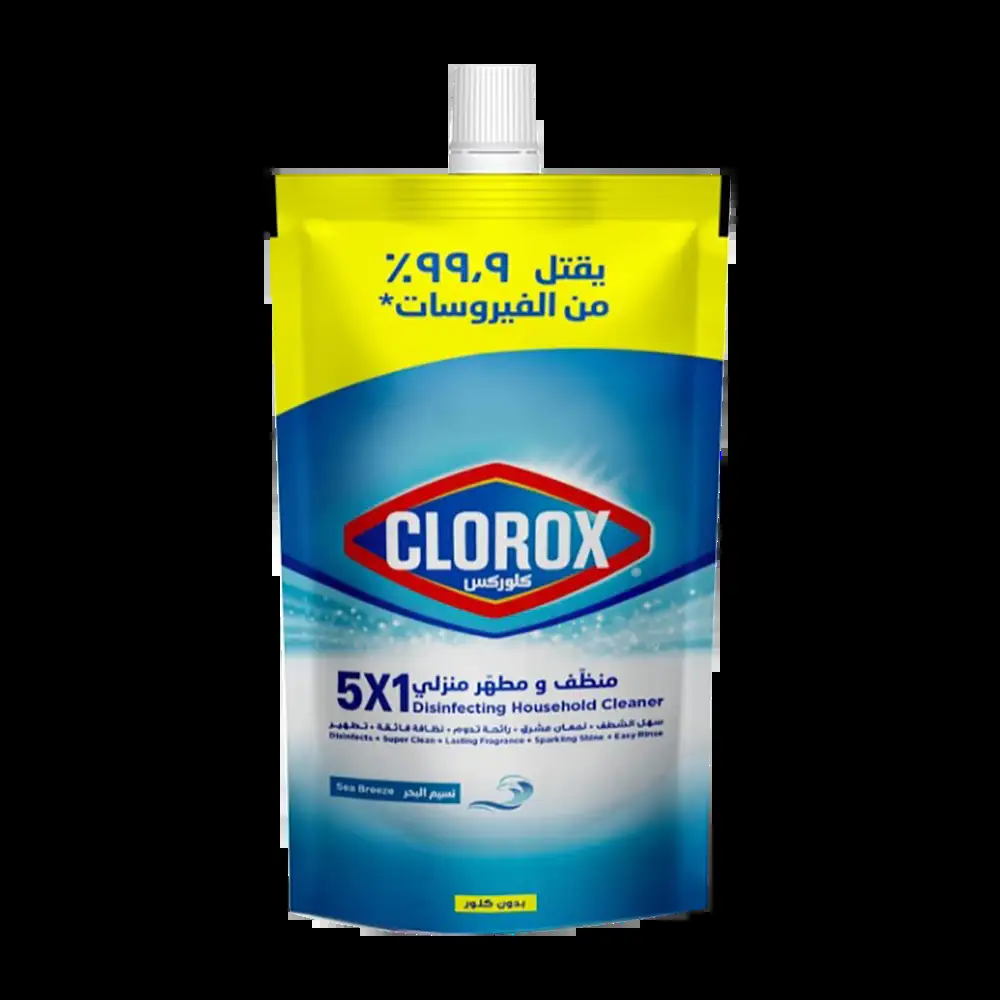 يقتل ٩٩,٩٪
من الفيروسات*
CLOROX
كلوركس
®
5X1 منظّف و مطهّر منزلي
Disinfecting Household Cleaner
سهل الشطف • لمعان مشرق • رائحة تدوم • نظافة فائقة • تطهير
Disinfects • Super Clean • Lasting Fragrance • Sparkling Shine • Easy Rinse
Sea Breeze نسيم البحر
بدون كلور